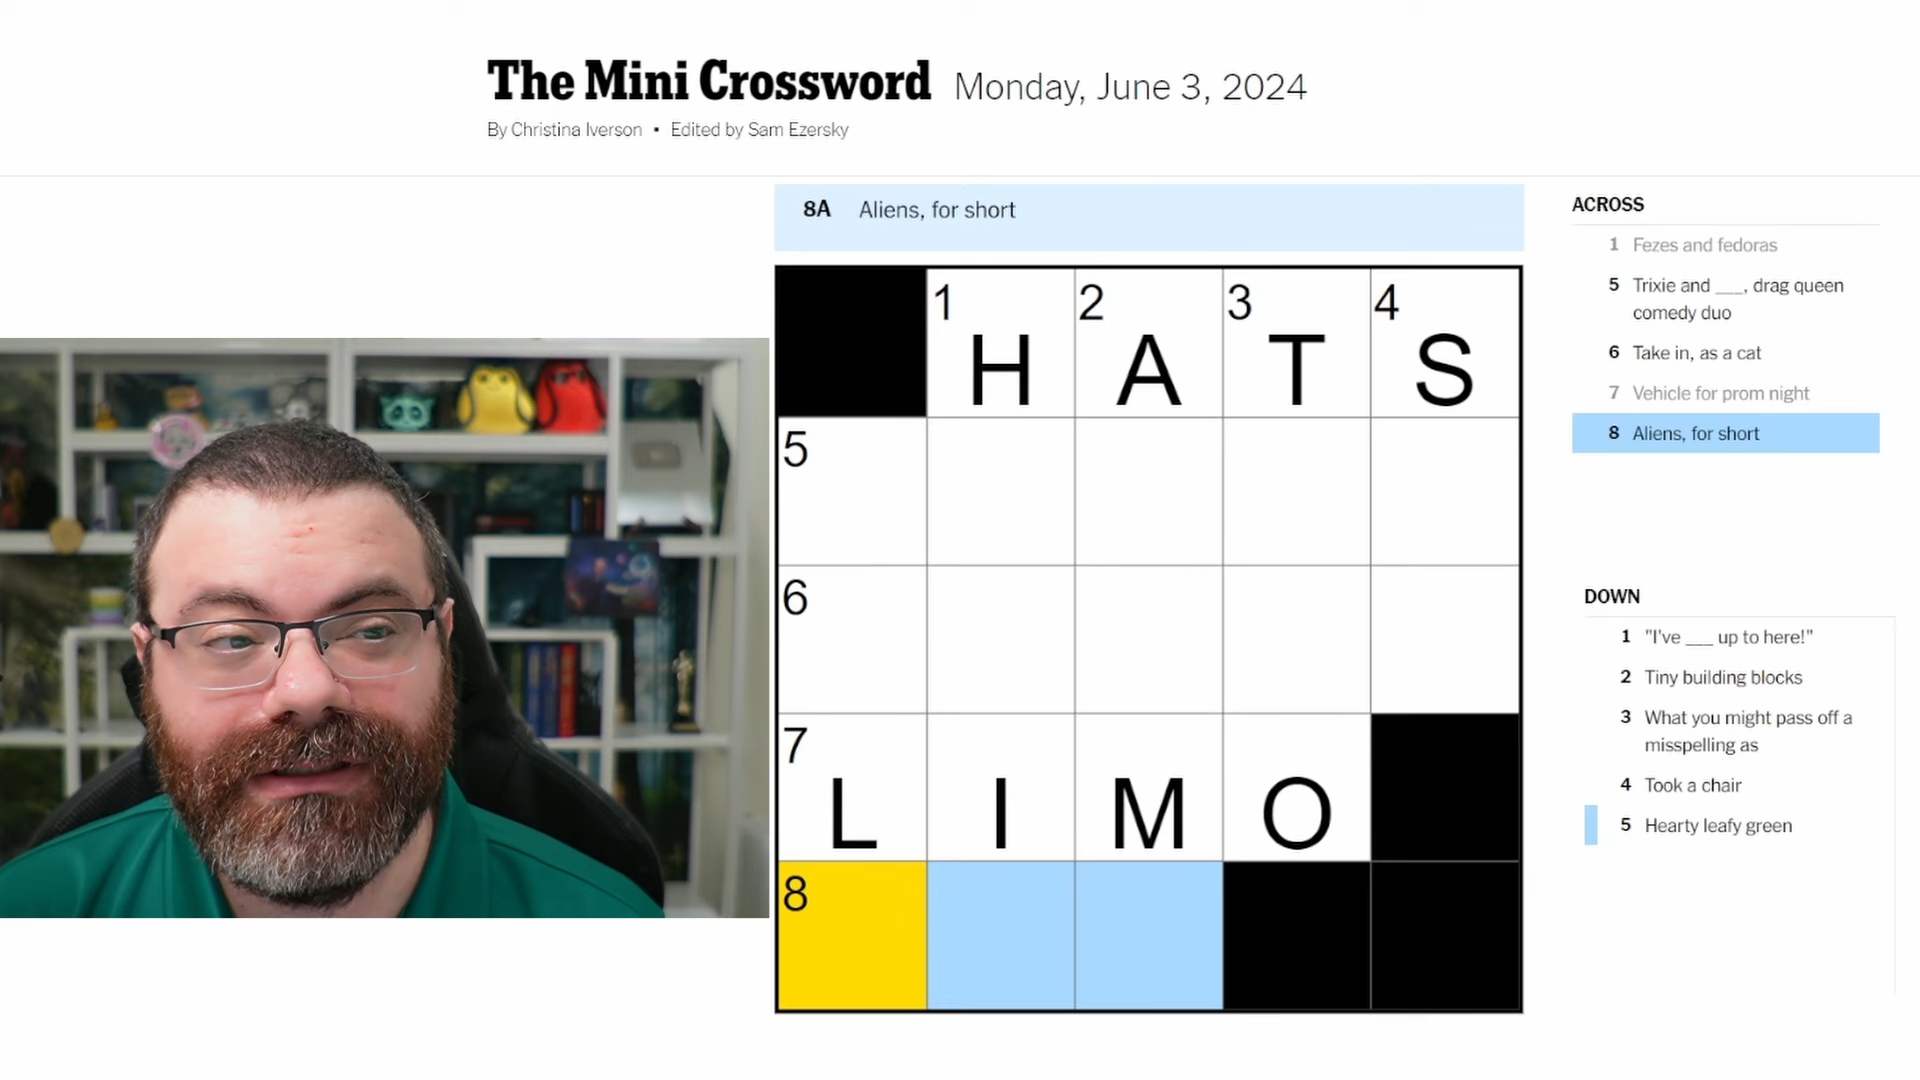 The Mini Crossword Monday, June 3, 2024
By Christina Iverson • Edited by Sam Ezersky
8A Aliens, for short
1 2 3 4
H A T S
5
6
7
L I M O
8
ACROSS
1 Fezes and fedoras
5 Trixie and ___, drag queen
comedy duo
6 Take in, as a cat
7 Vehicle for prom night
8 Aliens, for short
DOWN
1 "I've ___ up to here!"
2 Tiny building blocks
3 What you might pass off a
misspelling as
4 Took a chair
5 Hearty leafy green